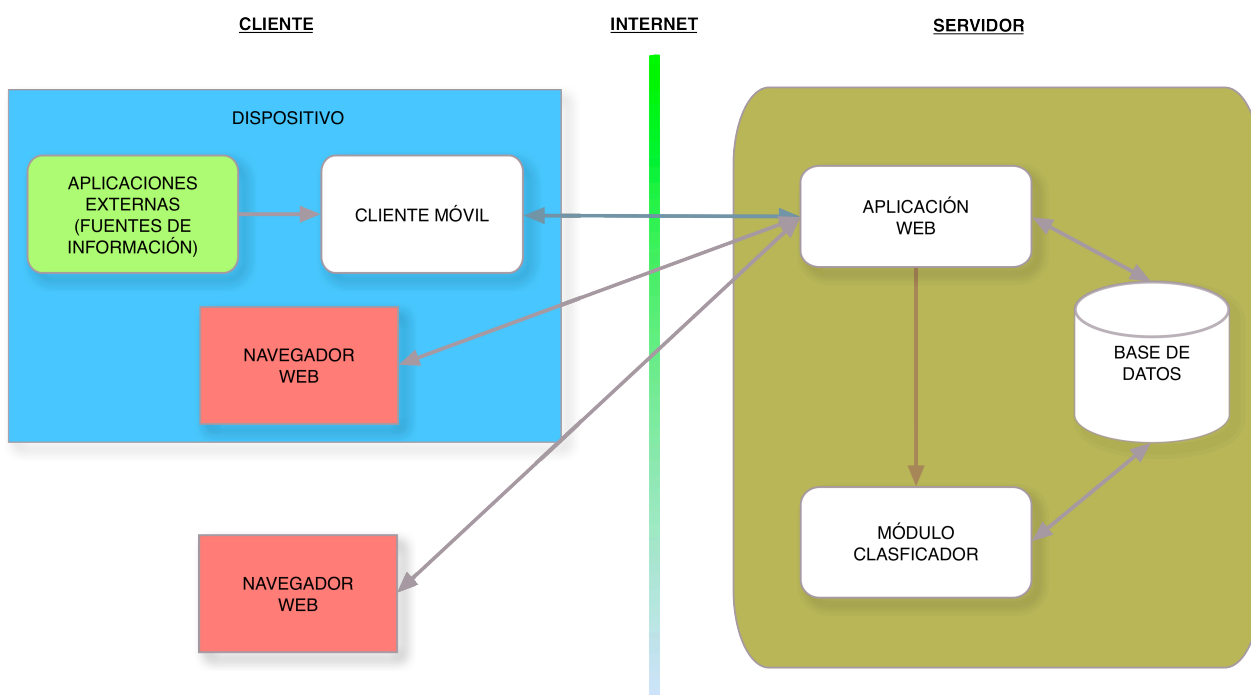 CLIENTE
INTERNET
SERVIDOR
DISPOSITIVO
APLICACIONES
EXTERNAS
(FUENTES DE
INFORMACIÓN)
CLIENTE MÓVIL
APLICACIÓN
WEB
NAVEGADOR
WEB
BASE DE
DATOS
MÓDULO
CLASFICADOR
NAVEGADOR
WEB